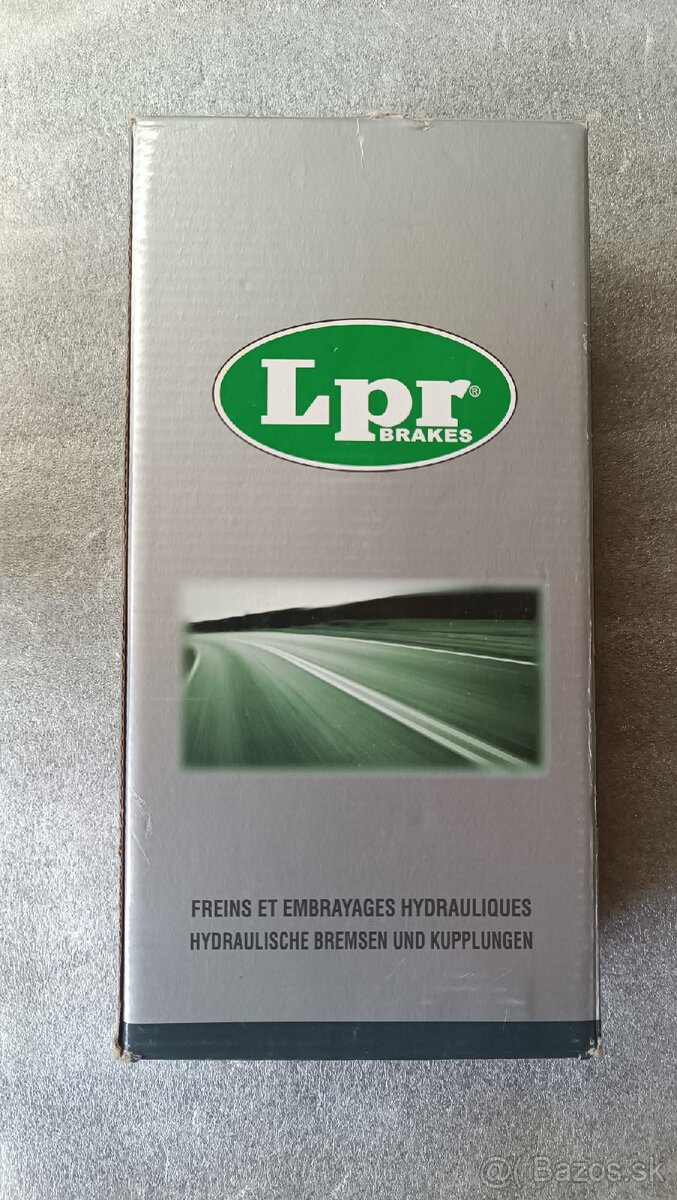 Lpr®
BRAKES
FREINS ET EMBRAYAGES HYDRAULIQUES
HYDRAULISCHE BREMSEN UND KUPPLUNGEN
@( Bazos.sk